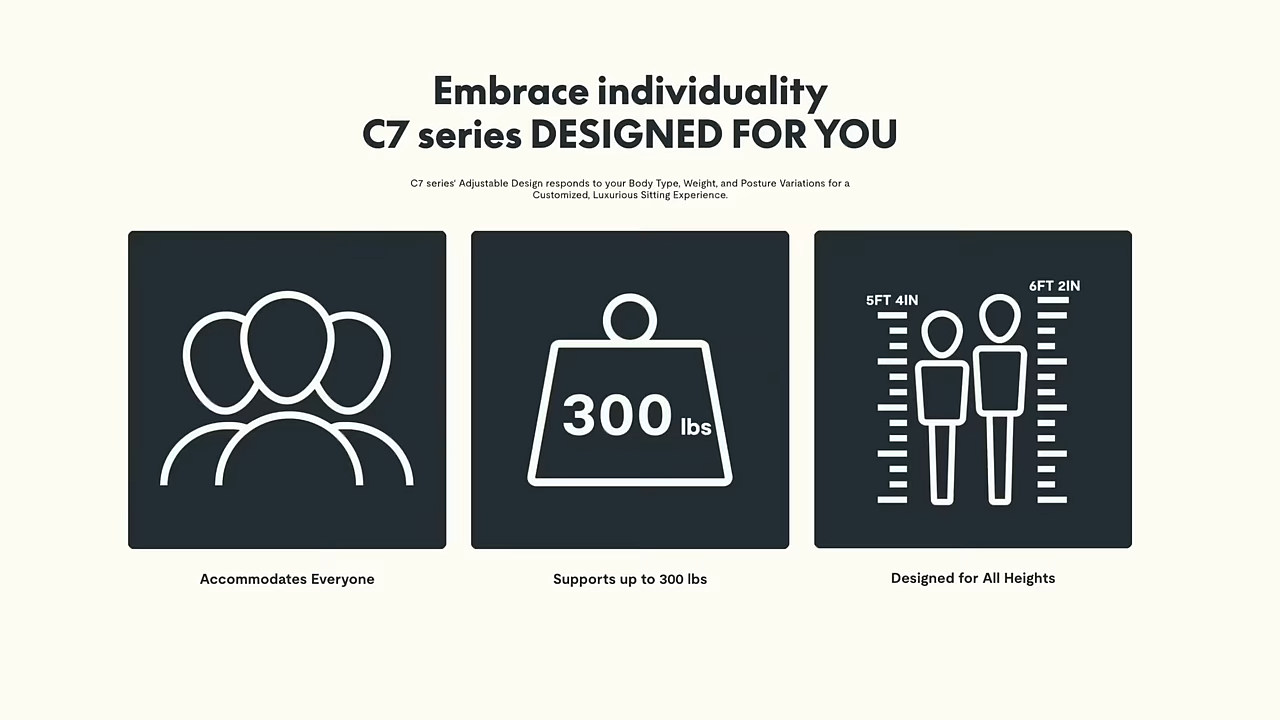 Embrace individuality
C7 series DESIGNED FOR YOU
C7 series' Adjustable Design responds to your Body Type, Weight, and Posture Variations for a
Customized, Luxurious Sitting Experience.
300 lbs
5FT 4IN
6FT 2IN
Accommodates Everyone
Supports up to 300 lbs
Designed for All Heights